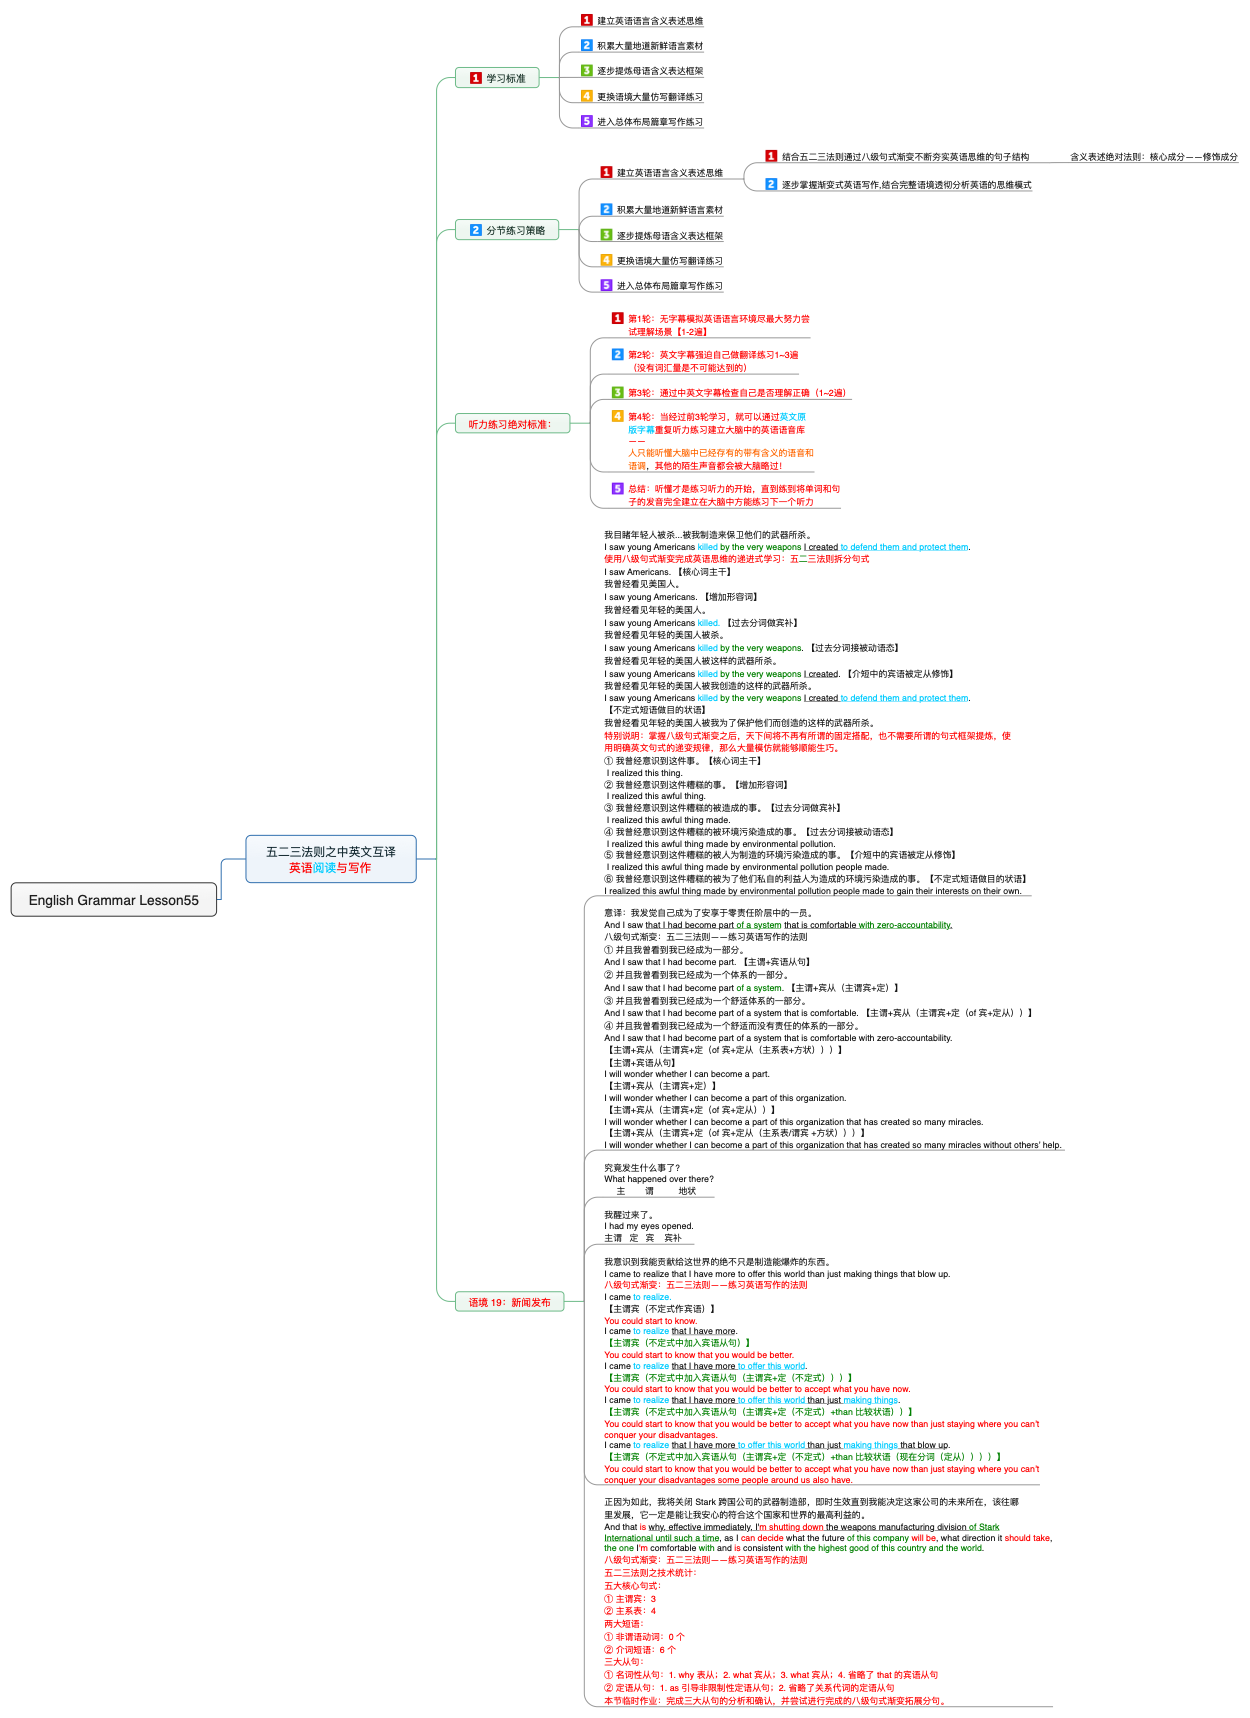 English Grammar Lesson55
五二三法则之中英文互译
英语阅读与写作
1 学习标准
1 建立英语语言含义表述思维
2 积累大量地道新鲜语言素材
3 逐步提炼母语含义表达框架
4 更换语境大量仿写翻译练习
5 进入总体布局篇章写作练习
2 分节练习策略
1 建立英语语言含义表述思维
1 结合五二三法则通过八级句式渐变不断夯实英语思维的句子结构
含义表述绝对法则：核心成分——修饰成分
2 逐步掌握渐变式英语写作,结合完整语境透彻分析英语的思维模式
2 积累大量地道新鲜语言素材
3 逐步提炼母语含义表达框架
4 更换语境大量仿写翻译练习
5 进入总体布局篇章写作练习
听力练习绝对标准：
1 第1轮：无字幕模拟英语语言环境尽最大努力尝
试理解场景【1-2遍】
2 第2轮：英文字幕强迫自己做翻译练习1~3遍
（没有词汇量是不可能达到的）
3 第3轮：通过中英文字幕检查自己是否理解正确（1~2遍）
4 第4轮：当经过前3轮学习，就可以通过英文原
版字幕重复听力练习建立大脑中的英语语音库
——
人只能听懂大脑中已经存有的带有含义的语音和
语调，其他的陌生声音都会被大脑略过！
5 总结：听懂才是练习听力的开始，直到练到将单词和句
子的发音完全建立在大脑中方能练习下一个听力
语境 19：新闻发布
我目睹年轻人被杀...被我制造来保卫他们的武器所杀。
I saw young Americans killed by the very weapons I created to defend them and protect them.
使用八级句式渐变完成英语思维的递进式学习：五二三法则拆分句式
I saw Americans. 【核心词主干】
我曾经看见美国人。
I saw young Americans. 【增加形容词】
我曾经看见年轻的美国人。
I saw young Americans killed. 【过去分词做宾补】
我曾经看见年轻的美国人被杀。
I saw young Americans killed by the very weapons. 【过去分词接被动语态】
我曾经看见年轻的美国人被这样的武器所杀。
I saw young Americans killed by the very weapons I created. 【介短中的宾语被定从修饰】
我曾经看见年轻的美国人被我创造的这样的武器所杀。
I saw young Americans killed by the very weapons I created to defend them and protect them.
【不定式短语做目的状语】
我曾经看见年轻的美国人被我为了保护他们而创造的这样的武器所杀。
特别说明：掌握八级句式渐变之后，天下间将不再有所谓的固定搭配，也不需要所谓的句式框架提炼，使
用明确英文句式的递变规律，那么大量模仿就能够顺能生巧。
① 我曾经意识到这件事。【核心词主干】
I realized this thing.
② 我曾经意识到这件糟糕的事。【增加形容词】
I realized this awful thing.
③ 我曾经意识到这件糟糕的被造成的事。【过去分词做宾补】
I realized this awful thing made.
④ 我曾经意识到这件糟糕的被环境污染造成的事。【过去分词接被动语态】
I realized this awful thing made by environmental pollution.
⑤ 我曾经意识到这件糟糕的被人为制造的环境污染造成的事。【介短中的宾语被定从修饰】
I realized this awful thing made by environmental pollution people made.
⑥ 我曾经意识到这件糟糕的被为了他们私自的利益人为造成的环境污染造成的事。【不定式短语做目的状语】
I realized this awful thing made by environmental pollution people made to gain their interests on their own.
意译：我发觉自己成为了安享于零责任阶层中的一员。
And I saw that I had become part of a system that is comfortable with zero-accountability.
八级句式渐变：五二三法则——练习英语写作的法则
① 并且我曾看到我已经成为一部分。
And I saw that I had become part. 【主谓+宾语从句】
② 并且我曾看到我已经成为一个体系的一部分。
And I saw that I had become part of a system. 【主谓+宾从（主谓宾+定）】
③ 并且我曾看到我已经成为一个舒适体系的一部分。
And I saw that I had become part of a system that is comfortable. 【主谓+宾从（主谓宾+定（of 宾+定从））】
④ 并且我曾看到我已经成为一个舒适而没有责任的体系的一部分。
And I saw that I had become part of a system that is comfortable with zero-accountability.
【主谓+宾从（主谓宾+定（of 宾+定从（主系表+方状）））】
【主谓+宾语从句】
I will wonder whether I can become a part.
【主谓+宾从（主谓宾+定）】
I will wonder whether I can become a part of this organization.
【主谓+宾从（主谓宾+定（of 宾+定从））】
I will wonder whether I can become a part of this organization that has created so many miracles.
【主谓+宾从（主谓宾+定（of 宾+定从（主系表/谓宾 +方状）））】
I will wonder whether I can become a part of this organization that has created so many miracles without others' help.
究竟发生什么事了?
What happened over there?
主 谓 地状
我醒过来了。
I had my eyes opened.
主谓 定 宾 宾补
我意识到我能贡献给这世界的绝不只是制造能爆炸的东西。
I came to realize that I have more to offer this world than just making things that blow up.
八级句式渐变：五二三法则——练习英语写作的法则
I came to realize.
【主谓宾（不定式作宾语）】
You could start to know.
I came to realize that I have more.
【主谓宾（不定式中加入宾语从句）】
You could start to know that you would be better.
I came to realize that I have more to offer this world.
【主谓宾（不定式中加入宾语从句（主谓宾+定（不定式）））】
You could start to know that you would be better to accept what you have now.
I came to realize that I have more to offer this world than just making things.
【主谓宾（不定式中加入宾语从句（主谓宾+定（不定式）+than 比较状语））】
You could start to know that you would be better to accept what you have now than just staying where you can't
conquer your disadvantages.
I came to realize that I have more to offer this world than just making things that blow up.
【主谓宾（不定式中加入宾语从句（主谓宾+定（不定式）+than 比较状语（现在分词（定从））））】
You could start to know that you would be better to accept what you have now than just staying where you can't
conquer your disadvantages some people around us also have.
正因为如此，我将关闭 Stark 跨国公司的武器制造部，即时生效直到我能决定这家公司的未来所在，该往哪
里发展，它一定是能让我安心的符合这个国家和世界的最高利益的。
And that is why, effective immediately, I'm shutting down the weapons manufacturing division of Stark
International until such a time, as I can decide what the future of this company will be, what direction it should take,
the one I'm comfortable with and is consistent with the highest good of this country and the world.
八级句式渐变：五二三法则——练习英语写作的法则
五二三法则之技术统计：
五大核心句式：
① 主谓宾：3
② 主系表：4
两大短语：
① 非谓语动词：0 个
② 介词短语：6 个
三大从句：
① 名词性从句：1. why 表从；2. what 宾从；3. what 宾从；4. 省略了 that 的宾语从句
② 定语从句：1. as 引导非限制性定语从句；2. 省略了关系代词的定语从句
本节临时作业：完成三大从句的分析和确认，并尝试进行完成的八级句式渐变拓展分句。